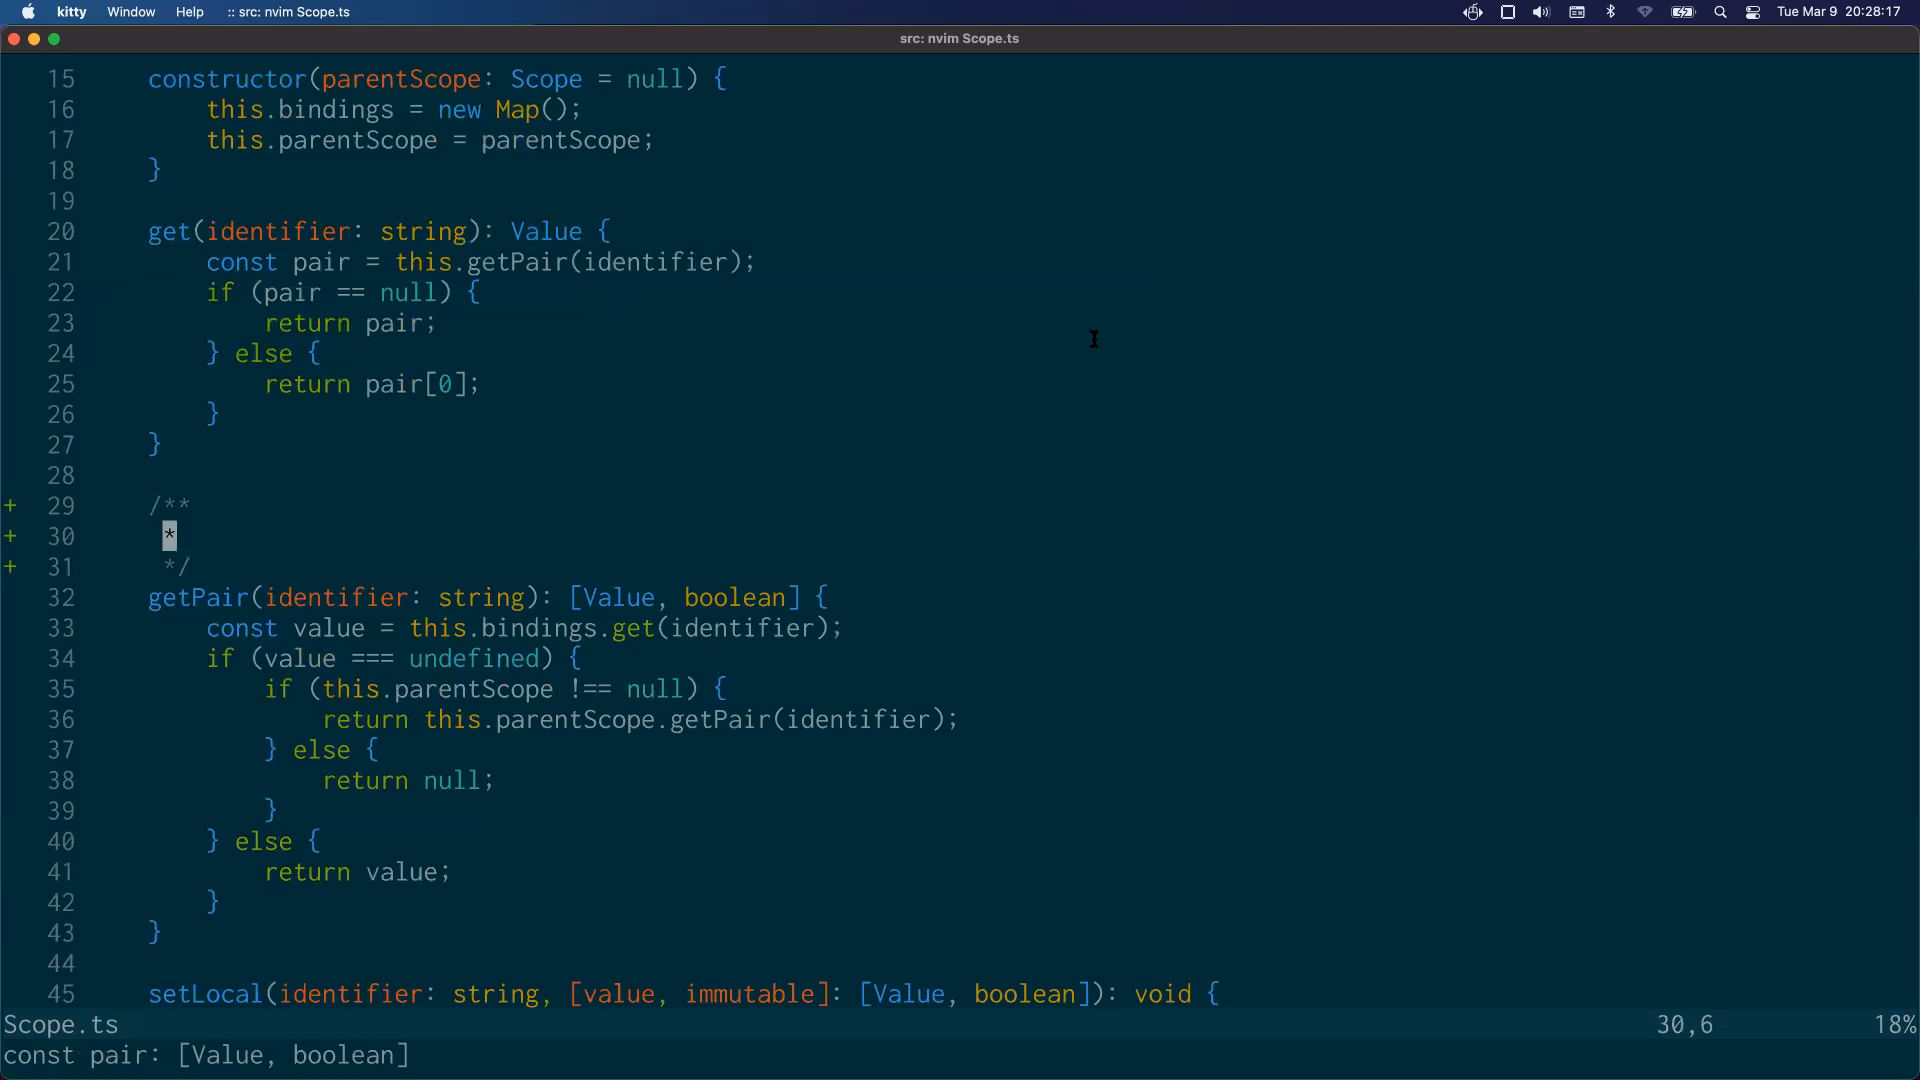 kitty Window Help :: src: nvim Scope.ts Tue Mar 9 20:28:17
src: nvim Scope.ts
15 constructor(parentScope: Scope = null) {
16 this.bindings = new Map();
17 this.parentScope = parentScope;
18 }
19
20 get(identifier: string): Value {
21 const pair = this.getPair(identifier);
22 if (pair == null) {
23 return pair;
24 } else {
25 return pair[0];
26 }
27 }
28
+ 29 /**
+ 30 *
+ 31 */
32 getPair(identifier: string): [Value, boolean] {
33 const value = this.bindings.get(identifier);
34 if (value === undefined) {
35 if (this.parentScope !== null) {
36 return this.parentScope.getPair(identifier);
37 } else {
38 return null;
39 }
40 } else {
41 return value;
42 }
43 }
44
45 setLocal(identifier: string, [value, immutable]: [Value, boolean]): void {
Scope.ts 30,6 18%
const pair: [Value, boolean]